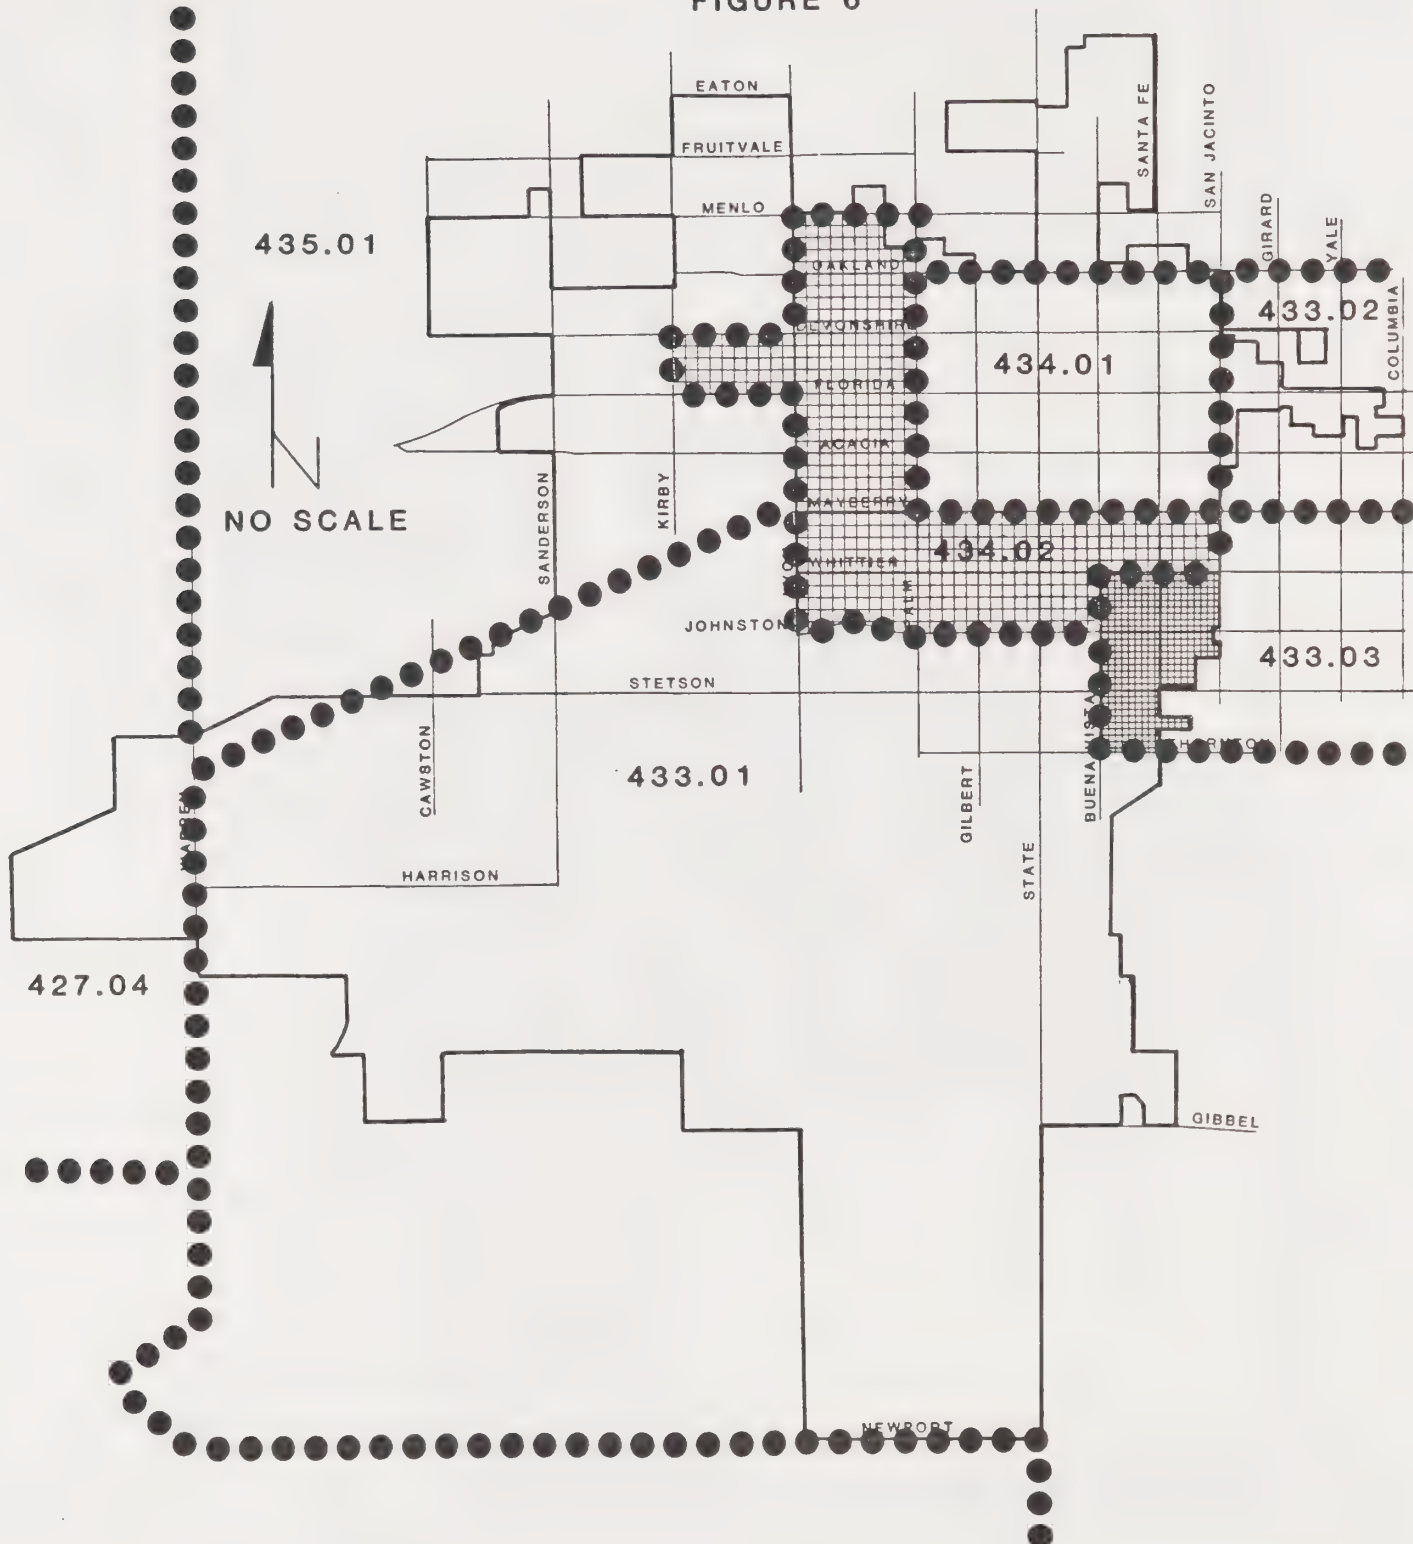 FIGURE 6
EATON
SANTA FE
SAN JACINTO
FRUITVALE
MENLO
GIRARD
YALE
435.01
OAKLAND
COLUMBIA
433.02
DEVONSHIRE
434.01
FLORIDA
ACACIA
SANDERSON
KIRBY
MAYBERRY
NO SCALE
434.02
WHITTIER
JOHNSTON
433.03
STETSON
BUENA VISTA
THORNTON
CAWSTON
433.01
GILBERT
WARREN
STATE
HARRISON
427.04
GIBBEL
NEWPORT